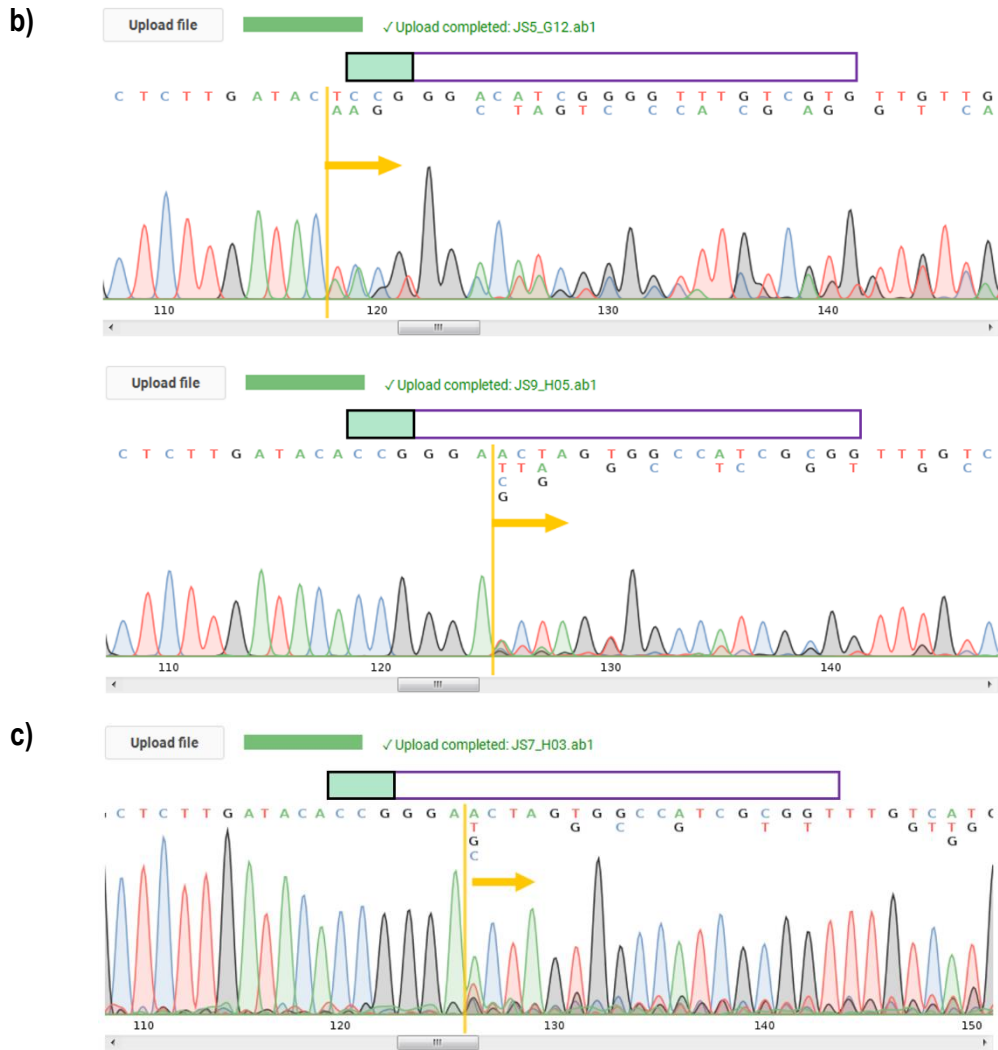 b)
Upload file ✓ Upload completed: JS5_G12.ab1
C T C T T G A T A C T C C G G G A C A T C G G G G T T T G T C G T G T T G T T G
A A G C T A G T C C C A C G A G G T C A
110 120 130 140
Upload file ✓ Upload completed: JS9_H05.ab1
C T C T T G A T A C A C C G G G A A C T A G T G G C C A T C G C G G T T T G T C
T T A G C T C G T G C
C G
G
110 120 130 140
c)
Upload file ✓ Upload completed: JS7_H03.ab1
C T C T T G A T A C A C C G G G A A C T A G T G G C C A T C G C G G T T T G T C A T C
T G C G T T G T T G
G G
C
110 120 130 140 150